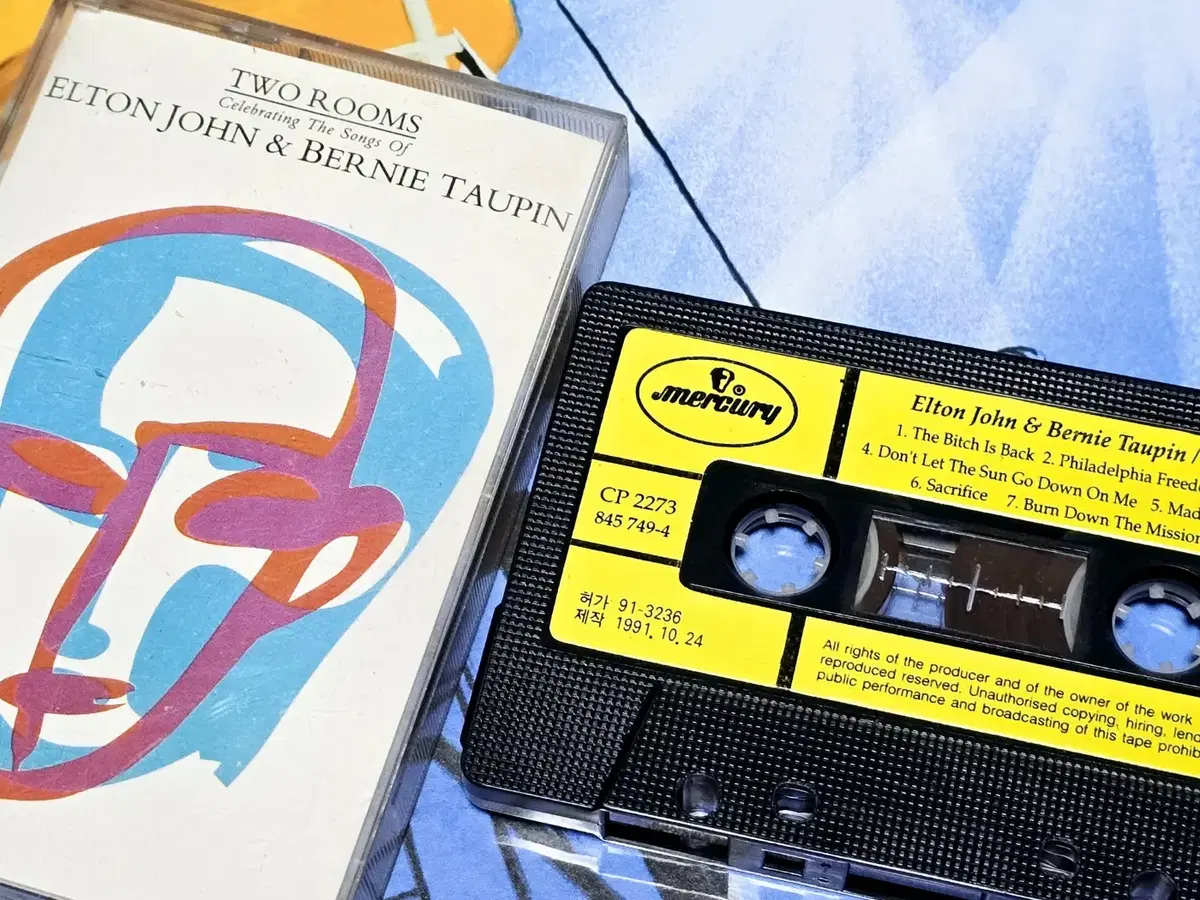 TWO ROOMS
Celebrating The Songs Of
ELTON JOHN & BERNIE TAUPIN
mercury
Elton John & Bernie Taupin /
1. The Bitch Is Back 2. Philadelphia
4. Don't Let The Sun Go Down On Me 5.
6. Sacrifice 7. Burn Down The Mission
CP 2273
845 749-4
허가 91-3236
제작 1991. 10. 24
All rights of the producer and of the owner of the work
reproduced reserved. Unauthorised copying, hiring,
public performance and broadcasting of this tape